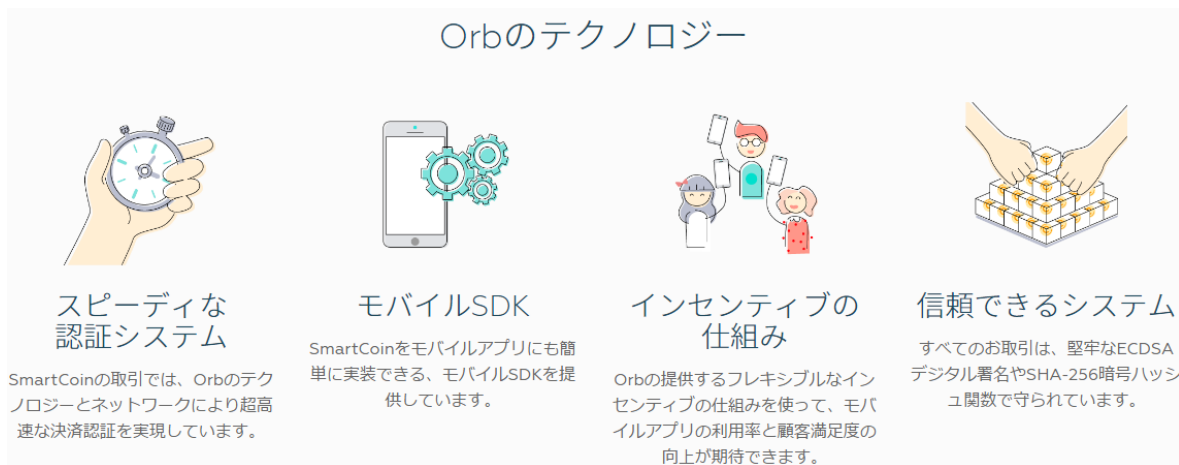 Orbのテクノロジー
スピーディな
認証システム
SmartCoinの取引では、Orbのテク
ノロジーとネットワークにより超高
速な決済認証を実現しています。
モバイルSDK
SmartCoinをモバイルアプリにも簡
単に実装できる、モバイルSDKを提
供しています。
インセンティブの
仕組み
Orbの提供するフレキシブルなイン
センティブの仕組みを使って、モバ
イルアプリの利用率と顧客満足度の
向上が期待できます。
信頼できるシステム
すべてのお取引は、堅牢なECDSA
デジタル署名やSHA-256暗号ハッシ
ュ関数で守られています。